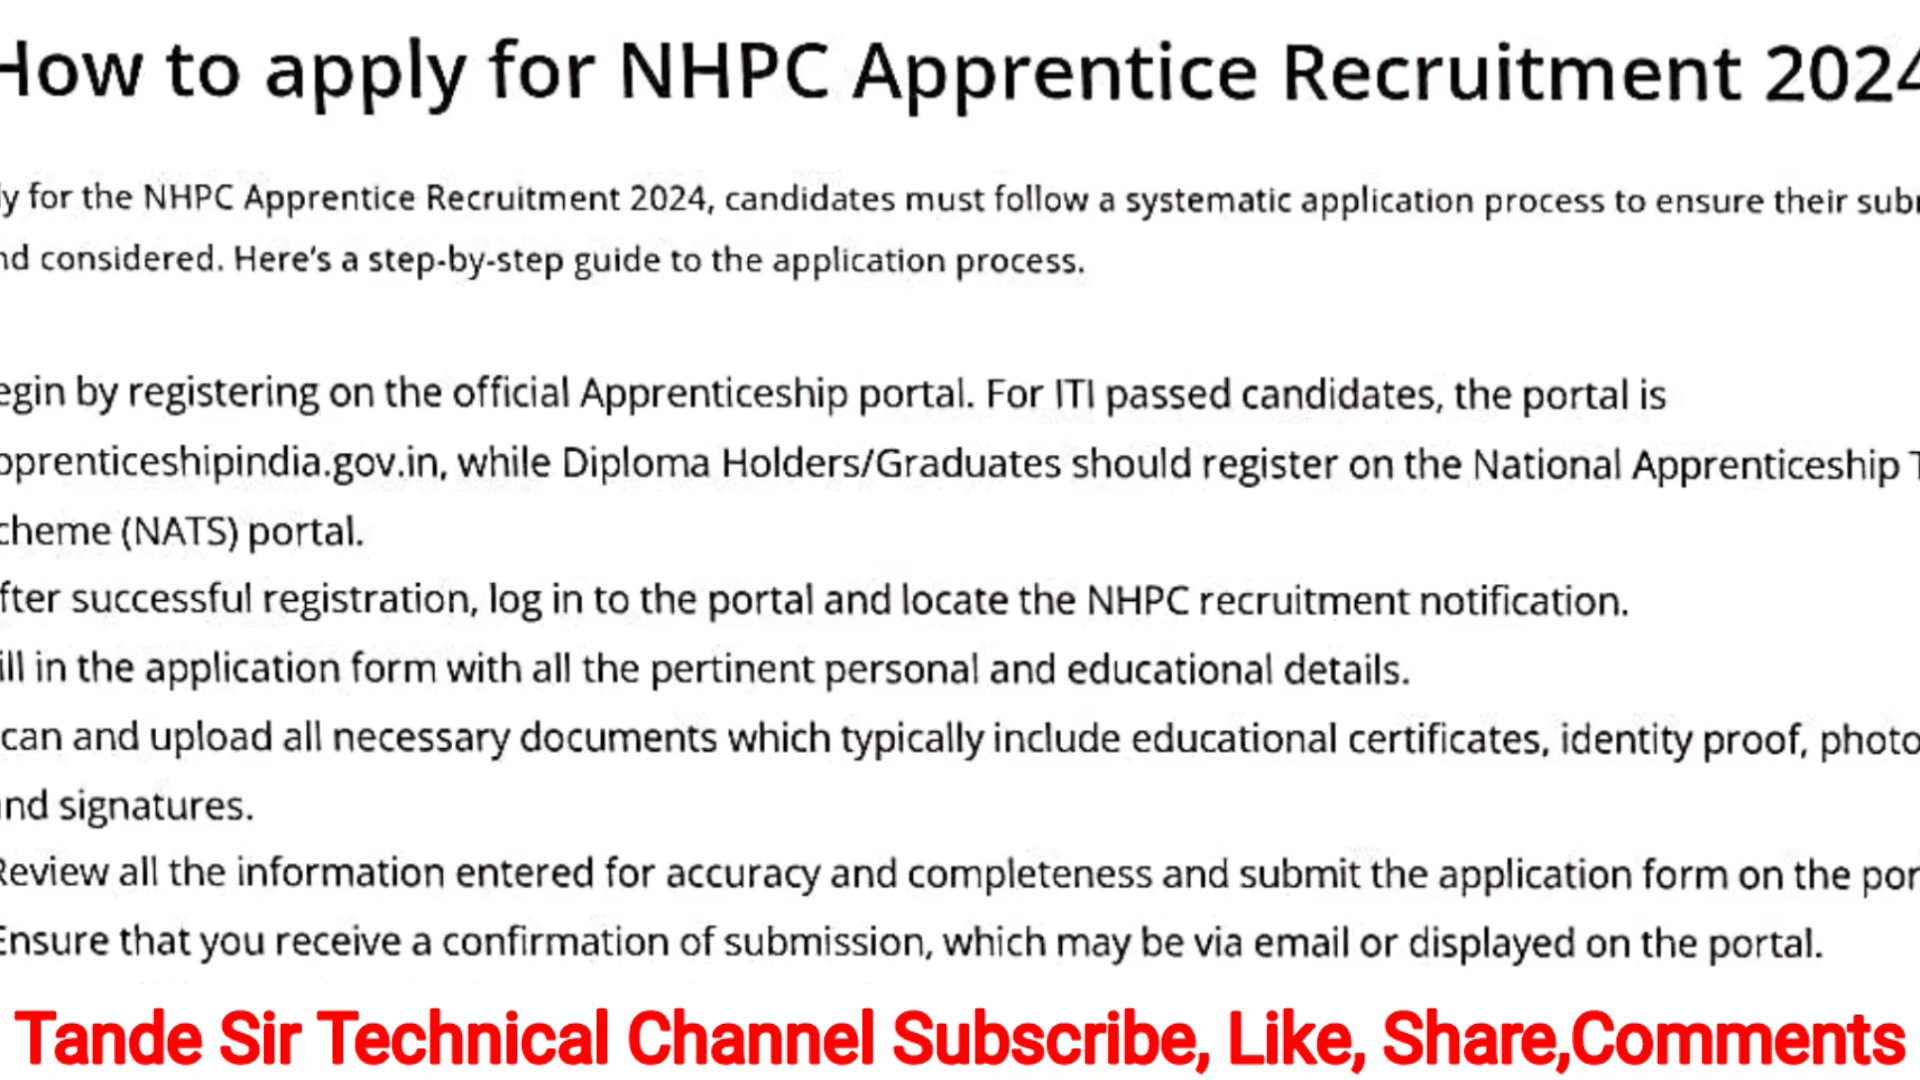 How to apply for NHPC Apprentice Recruitment 2024
ly for the NHPC Apprentice Recruitment 2024, candidates must follow a systematic application process to ensure their
nd considered. Here's a step-by-step guide to the application process.
egin by registering on the official Apprenticeship portal. For ITI passed candidates, the portal is
pprenticeshipindia.gov.in, while Diploma Holders/Graduates should register on the National Apprenticeship
cheme (NATS) portal.
fter successful registration, log in to the portal and locate the NHPC recruitment notification.
ill in the application form with all the pertinent personal and educational details.
can and upload all necessary documents which typically include educational certificates, identity proof, photo
nd signatures.
Review all the information entered for accuracy and completeness and submit the application form on the por
Ensure that you receive a confirmation of submission, which may be via email or displayed on the portal.
Tande Sir Technical Channel Subscribe, Like, Share,Comments